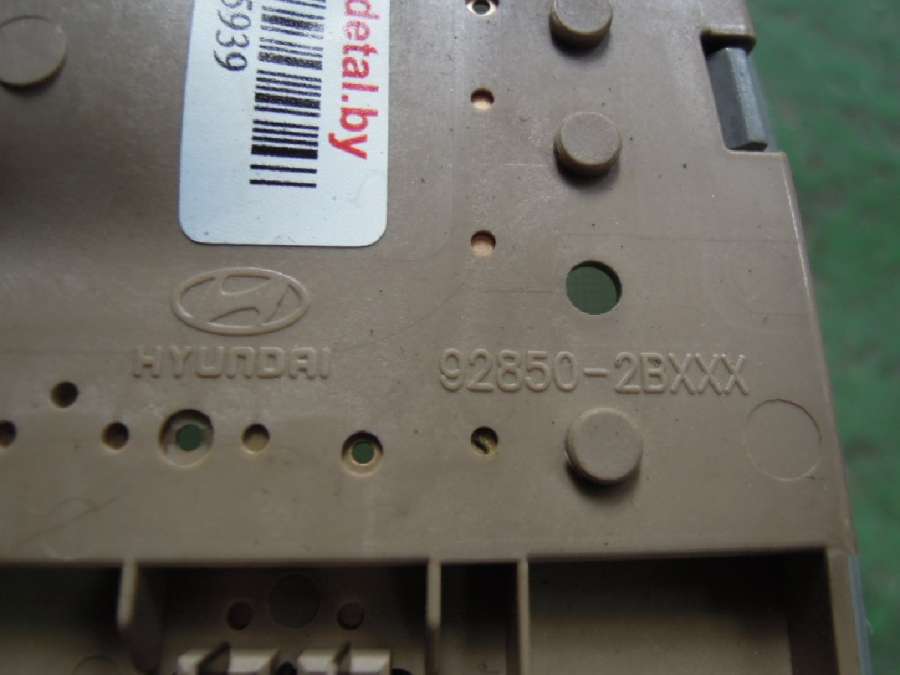 detal.by
5939
HYUNDAI
92850-2BXXX